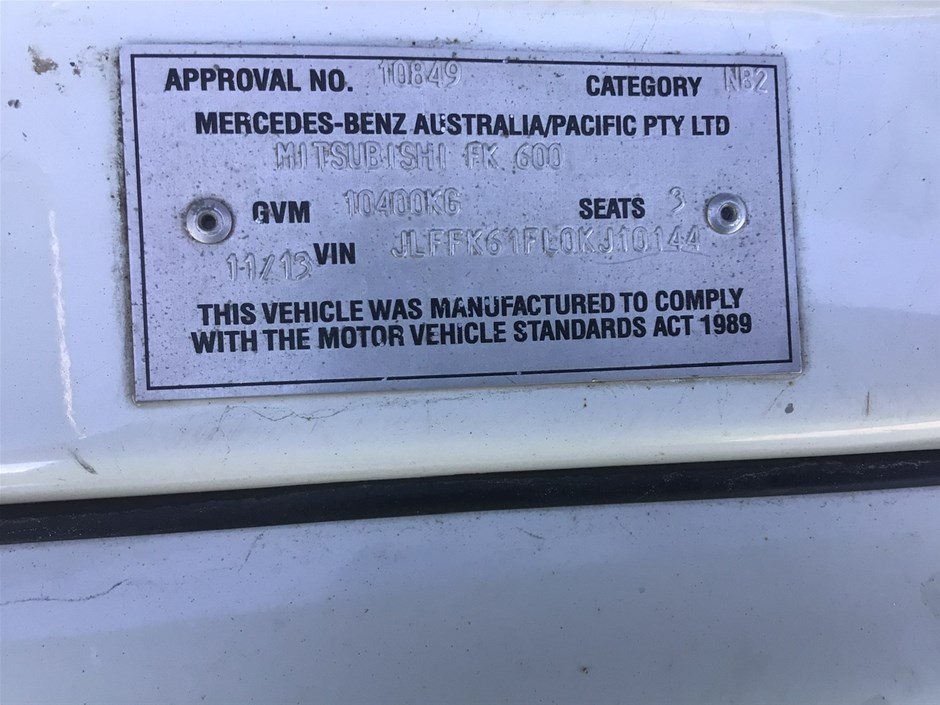 APPROVAL NO. 10849 CATEGORY NB2
MERCEDES-BENZ AUSTRALIA/PACIFIC PTY LTD
MITSUBISHI FK 600
GVM 10400KG SEATS 3
11/13 VIN JLFFK61FL0KJ10144
THIS VEHICLE WAS MANUFACTURED TO COMPLY
WITH THE MOTOR VEHICLE STANDARDS ACT 1989